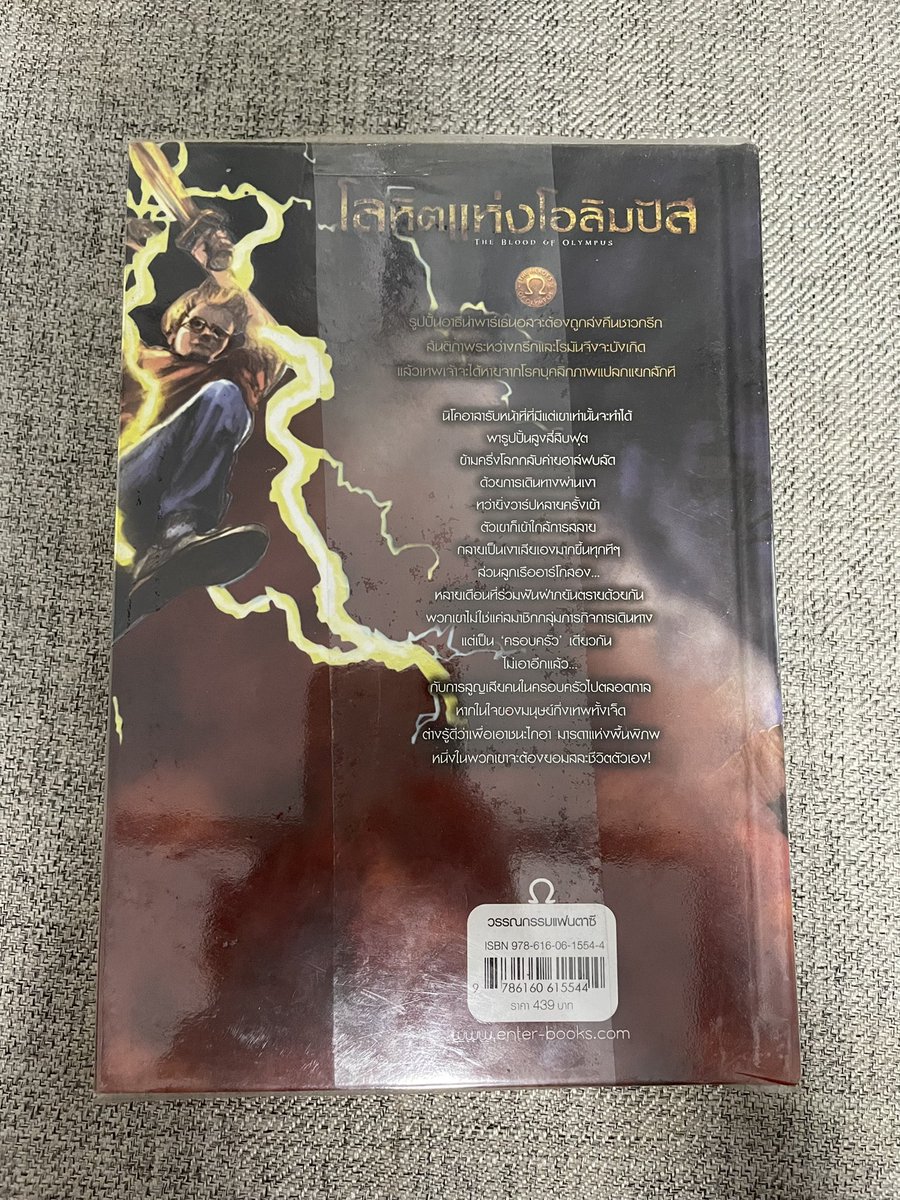 โลหิตแห่งโอลิมปัส
THE BLOOD OF OLYMPUS
รูปปั้นอาธีน่าพาร์เธนอสจะต้องถูกส่งคืนชาวกรีก
สันติภาพระหว่างกรีกและโรมันจึงจะบังเกิด
แล้วเทพเจ้าจะได้หายจากโรคบุคลิกภาพแปลกแยกสักที
นิโคอาสารับหน้าที่ที่มีแต่เขาเท่านั้นจะทำได้
พารูปปั้นสูงสี่สิบฟุต
ข้ามครึ่งโลกกลับค่ายฮาล์ฟบลัด
ด้วยการเดินทางผ่านเงา
ทว่ายิ่งวาร์ปหลายครั้งเข้า
ตัวเขาก็เข้าใกล้การสลาย
กลายเป็นเงาเสียเองมากขึ้นทุกทีๆ
ส่วนลูกเรืออาร์โกสอง...
หลายเดือนที่ร่วมฟันฝ่าภยันตรายด้วยกัน
พวกเขาไม่ใช่แค่สมาชิกกลุ่มภารกิจการเดินทาง
แต่เป็น 'ครอบครัว' เดียวกัน
ไม่เอาอีกแล้ว...
กับการสูญเสียคนในครอบครัวไปตลอดกาล
หากในใจของมนุษย์กึ่งเทพทั้งเจ็ด
ต่างรู้ดีว่าเพื่อเอาชนะไกอา มารดาแห่งพื้นพิภพ
หนึ่งในพวกเขาจะต้องยอมสละชีวิตตัวเอง!
วรรณกรรมแฟนตาซี
ISBN 978-616-06-1554-4
9 786160 615544
ราคา 439 บาท
www.enter-books.com